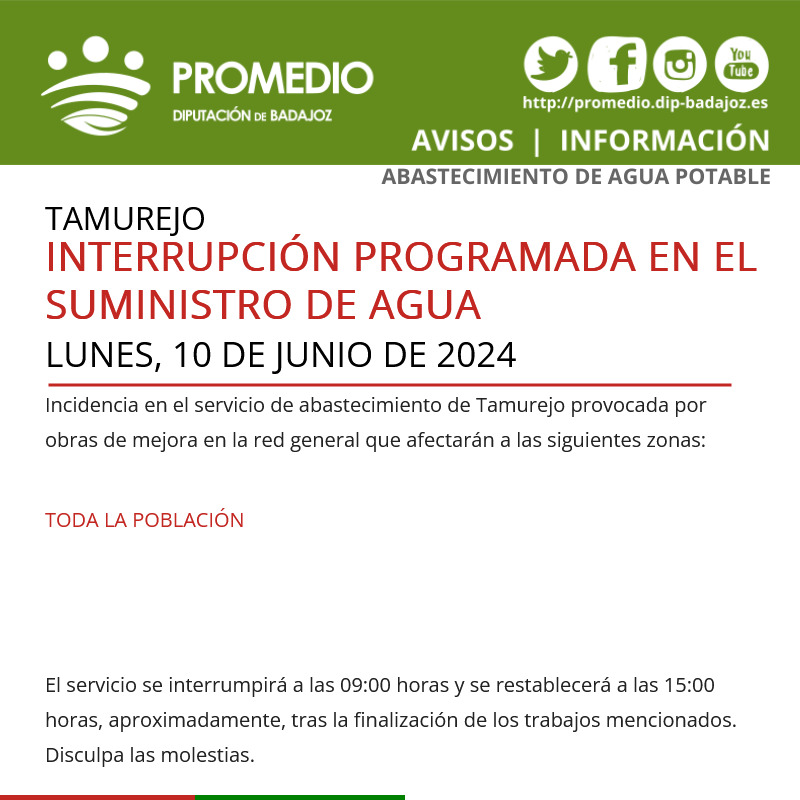 PROMEDIO
DIPUTACIÓN DE BADAJOZ
You
Tube
http://promedio.dip-badajoz.es
AVISOS | INFORMACIÓN
ABASTECIMIENTO DE AGUA POTABLE
TAMUREJO
INTERRUPCIÓN PROGRAMADA EN EL
SUMINISTRO DE AGUA
LUNES, 10 DE JUNIO DE 2024
Incidencia en el servicio de abastecimiento de Tamurejo provocada por
obras de mejora en la red general que afectarán a las siguientes zonas:
TODA LA POBLACIÓN
El servicio se interrumpirá a las 09:00 horas y se restablecerá a las 15:00
horas, aproximadamente, tras la finalización de los trabajos mencionados.
Disculpa las molestias.